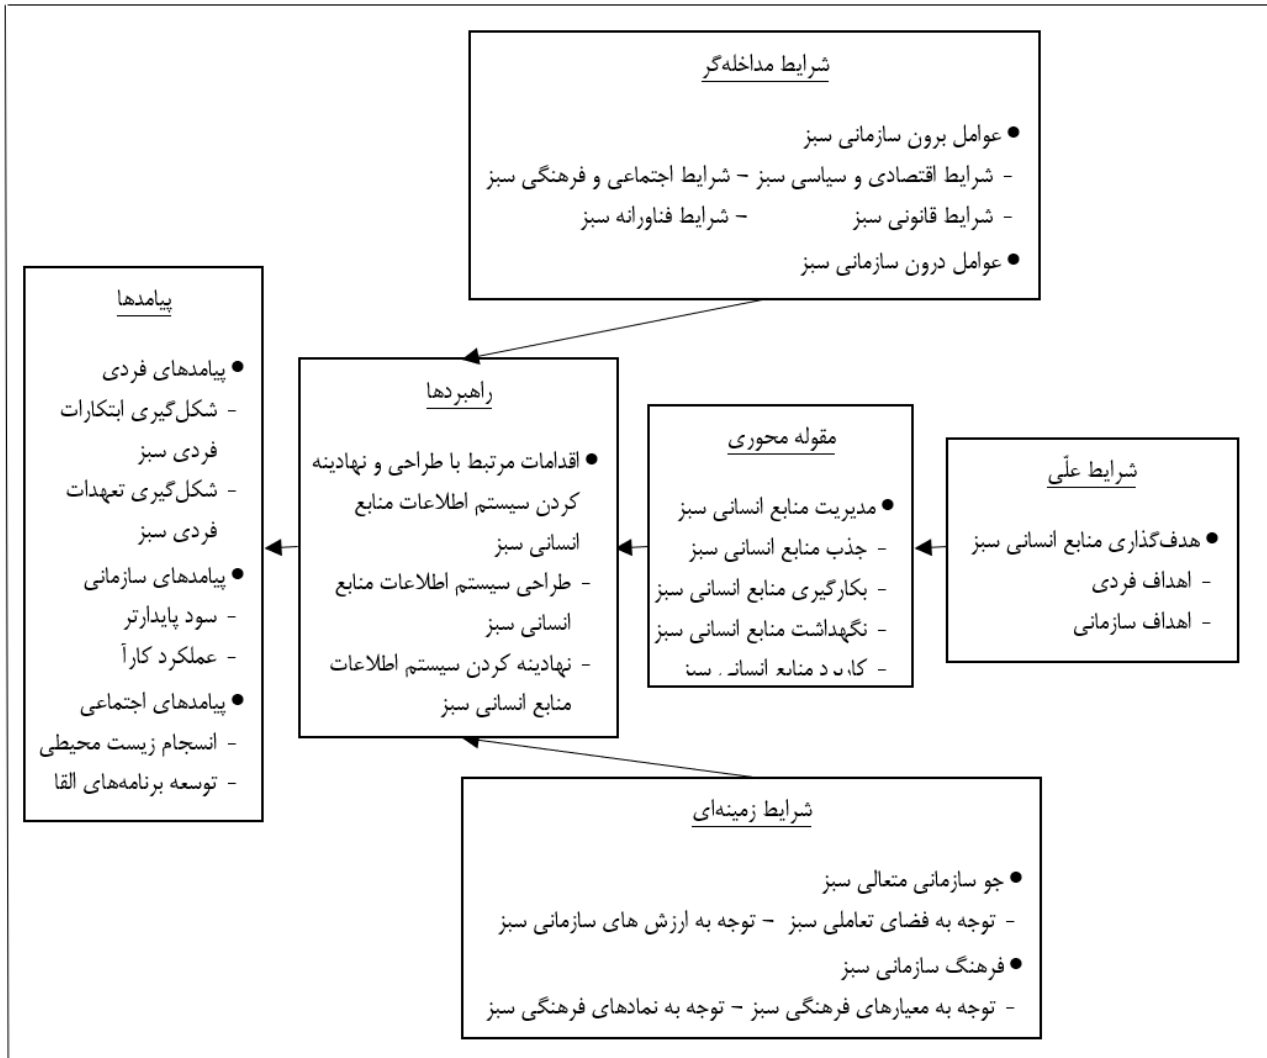 شرایط مداخله‌گر
● عوامل برون سازمانی سبز
- شرایط اقتصادی و سیاسی سبز – شرایط اجتماعی و فرهنگی سبز
- شرایط قانونی سبز – شرایط فناورانه سبز
● عوامل درون سازمانی سبز
شرایط علّی
● هدف‌گذاری منابع انسانی سبز
- اهداف فردی
- اهداف سازمانی
مقوله محوری
● مدیریت منابع انسانی سبز
- جذب منابع انسانی سبز
- بکارگیری منابع انسانی سبز
- نگهداشت منابع انسانی سبز
- کاربرد منابع انسانی سبز
راهبردها
● اقدامات مرتبط با طراحی و نهادینه
کردن سیستم اطلاعات منابع
انسانی سبز
- طراحی سیستم اطلاعات منابع
انسانی سبز
- نهادینه کردن سیستم اطلاعات
منابع انسانی سبز
پیامدها
● پیامدهای فردی
- شکل‌گیری ابتکارات
فردی سبز
- شکل‌گیری تعهدات
فردی سبز
● پیامدهای سازمانی
- سود پایدارتر
- عملکرد کارآ
● پیامدهای اجتماعی
- انسجام زیست محیطی
- توسعه برنامه‌های القا
شرایط زمینه‌ای
● جو سازمانی متعالی سبز
- توجه به فضای تعاملی سبز – توجه به ارزش های سازمانی سبز
● فرهنگ سازمانی سبز
- توجه به معیارهای فرهنگی سبز – توجه به نمادهای فرهنگی سبز